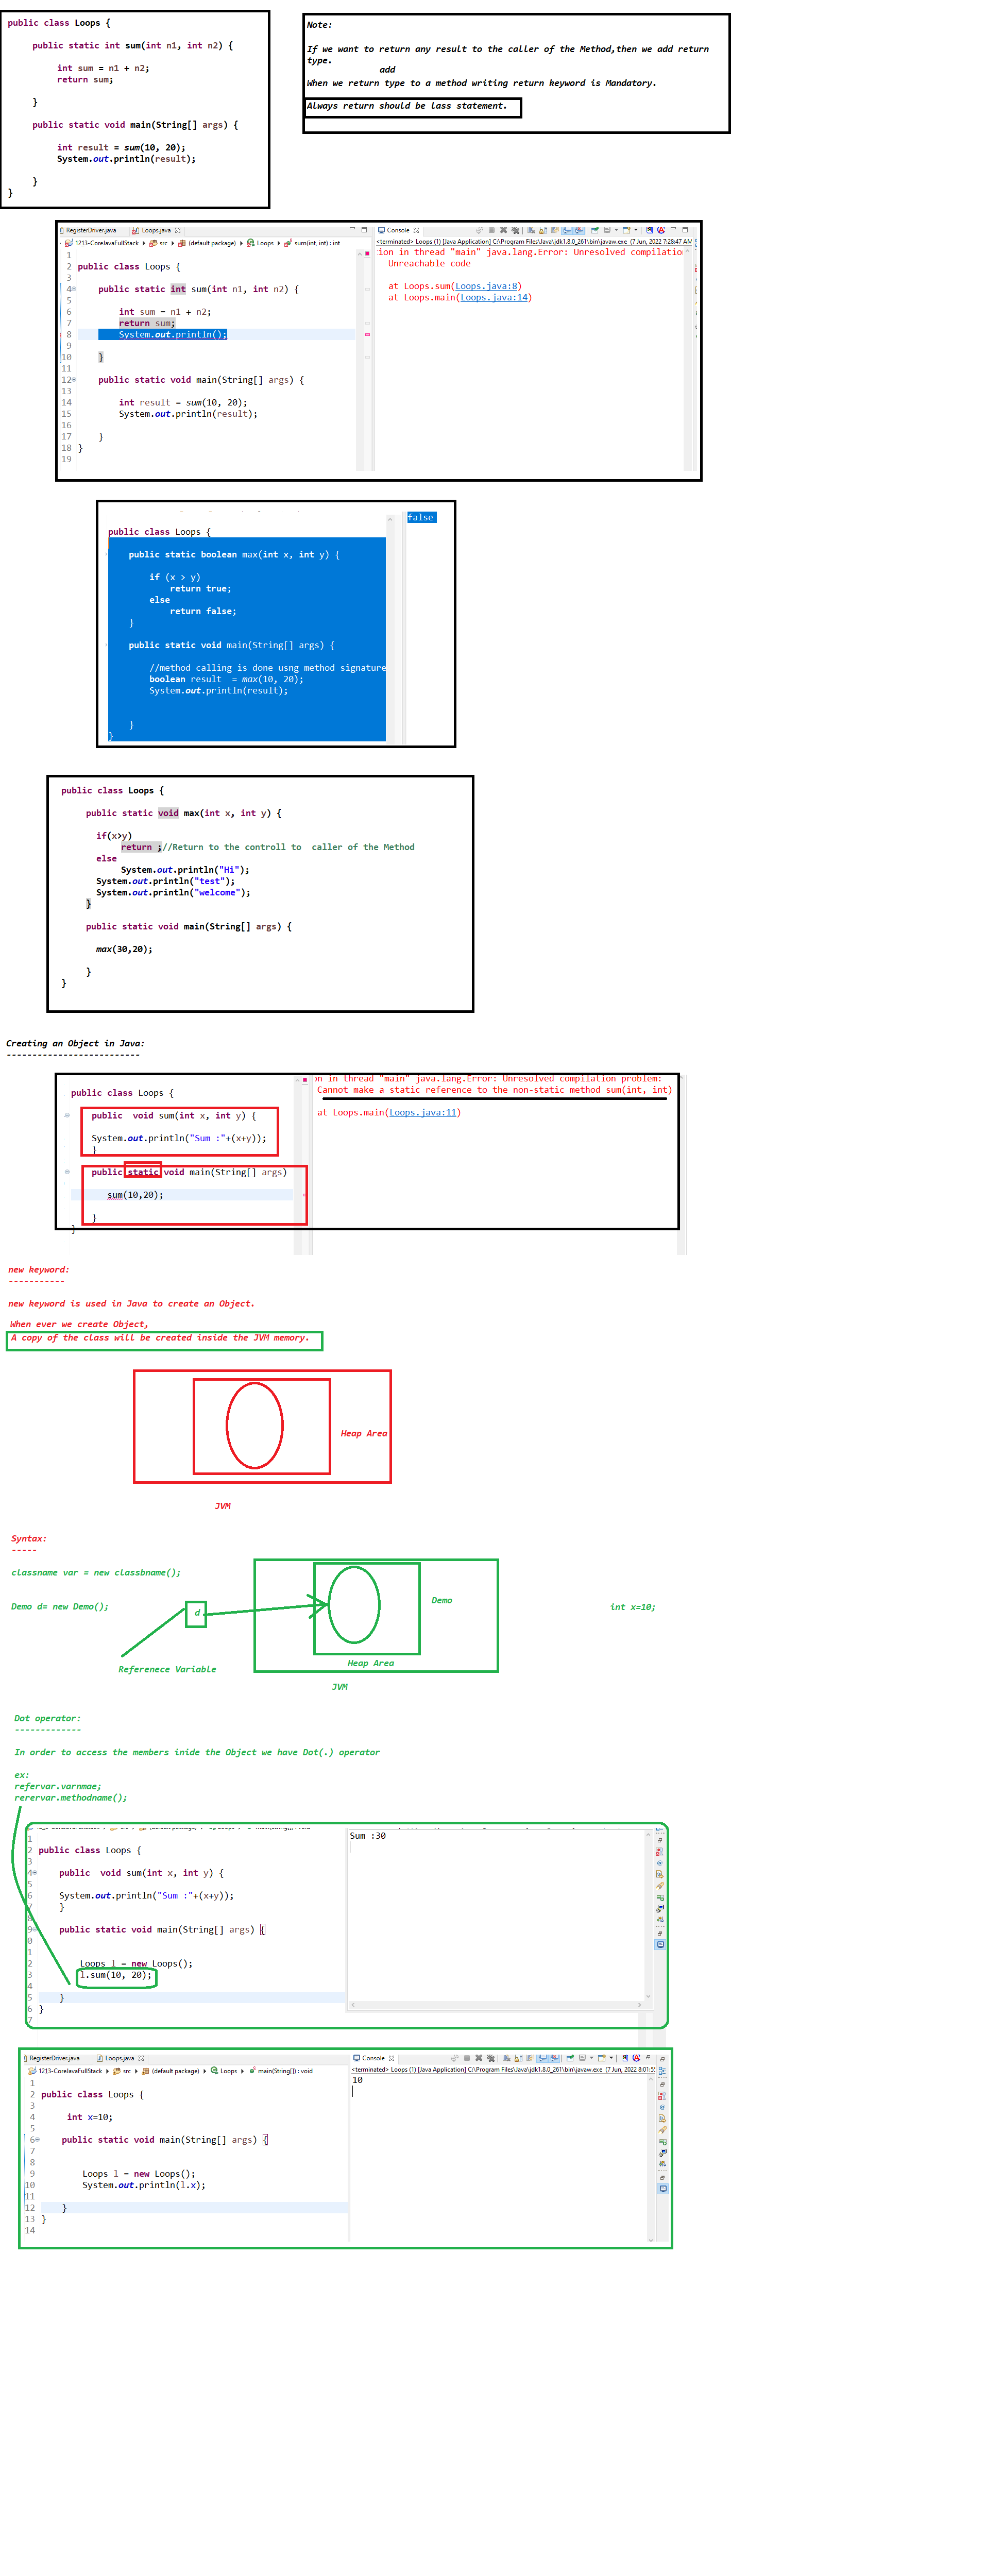 public class Loops {
public static int sum(int n1, int n2) {
int sum = n1 + n2;
return sum;
}
public static void main(String[] args) {
int result = sum(10, 20);
System.out.println(result);
}
}
Note:
If we want to return any result to the caller of the Method,then we add return
type.
add
When we return type to a method writing return keyword is Mandatory.
Always return should be lass statement.
RegisterDriver.java
Loops.java
12J3-CoreJavaFullStack
src
(default package)
Loops
sum(int, int) : int
1
2 public class Loops {
3
4 public static int sum(int n1, int n2) {
5
6 int sum = n1 + n2;
7 return sum;
8 System.out.println();
9
10 }
11
12 public static void main(String[] args) {
13
14 int result = sum(10, 20);
15 System.out.println(result);
16
17 }
18 }
19
Console
<terminated> Loops (1) [Java Application] C:\Program Files\Java\jdk1.8.0_261\bin\javaw.exe (7 Jun, 2022 7:28:47 AM
ion in thread "main" java.lang.Error: Unresolved compilation
Unreachable code
at Loops.sum(Loops.java:8)
at Loops.main(Loops.java:14)
public class Loops {
public static boolean max(int x, int y) {
if (x > y)
return true;
else
return false;
}
public static void main(String[] args) {
//method calling is done usng method signature
boolean result = max(10, 20);
System.out.println(result);
}
}
false
public class Loops {
public static void max(int x, int y) {
if(x>y)
return ;//Return to the controll to caller of the Method
else
System.out.println("Hi");
System.out.println("test");
System.out.println("welcome");
}
public static void main(String[] args) {
max(30,20);
}
}
Creating an Object in Java:
--------------------------
public class Loops {
public void sum(int x, int y) {
System.out.println("Sum :"+(x+y));
}
public static void main(String[] args)
sum(10,20);
}
}
on in thread "main" java.lang.Error: Unresolved compilation problem:
Cannot make a static reference to the non-static method sum(int, int)
at Loops.main(Loops.java:11)
new keyword:
-----------
new keyword is used in Java to create an Object.
When ever we create Object,
A copy of the class will be created inside the JVM memory.
Heap Area
JVM
Syntax:
-----
classname var = new classbname();
Demo d= new Demo();
d
Demo
int x=10;
Heap Area
Referenece Variable
JVM
Dot operator:
-------------
In order to access the members inide the Object we have Dot(.) operator
ex:
refervar.varnmae;
rerervar.methodname();
1
2 public class Loops {
3
4 public void sum(int x, int y) {
5
6 System.out.println("Sum :"+(x+y));
7 }
8
9 public static void main(String[] args) {
0
1
2 Loops l = new Loops();
3 l.sum(10, 20);
4
5 }
6 }
7
Sum :30
RegisterDriver.java
Loops.java
12J3-CoreJavaFullStack
src
(default package)
Loops
main(String[]) : void
1
2 public class Loops {
3
4 int x=10;
5
6 public static void main(String[] args) {
7
8
9 Loops l = new Loops();
10 System.out.println(l.x);
11
12 }
13 }
14
Console
<terminated> Loops (1) [Java Application] C:\Program Files\Java\jdk1.8.0_261\bin\javaw.exe (7 Jun, 2022 8:01:5
10